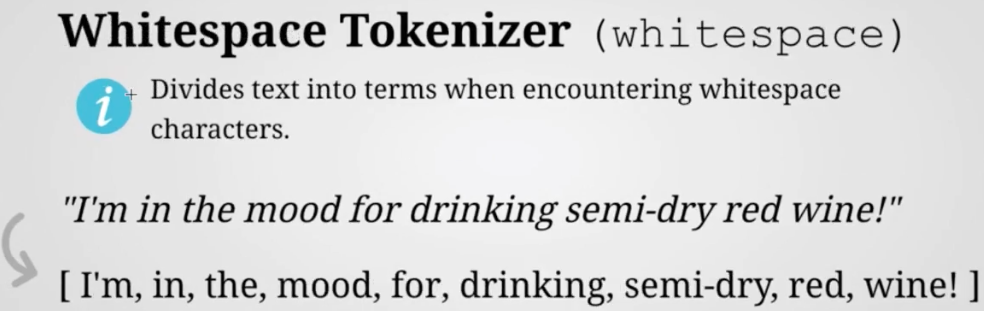 Whitespace Tokenizer (whitespace)
i Divides text into terms when encountering whitespace
characters.
"I'm in the mood for drinking semi-dry red wine!"
[ I'm, in, the, mood, for, drinking, semi-dry, red, wine! ]